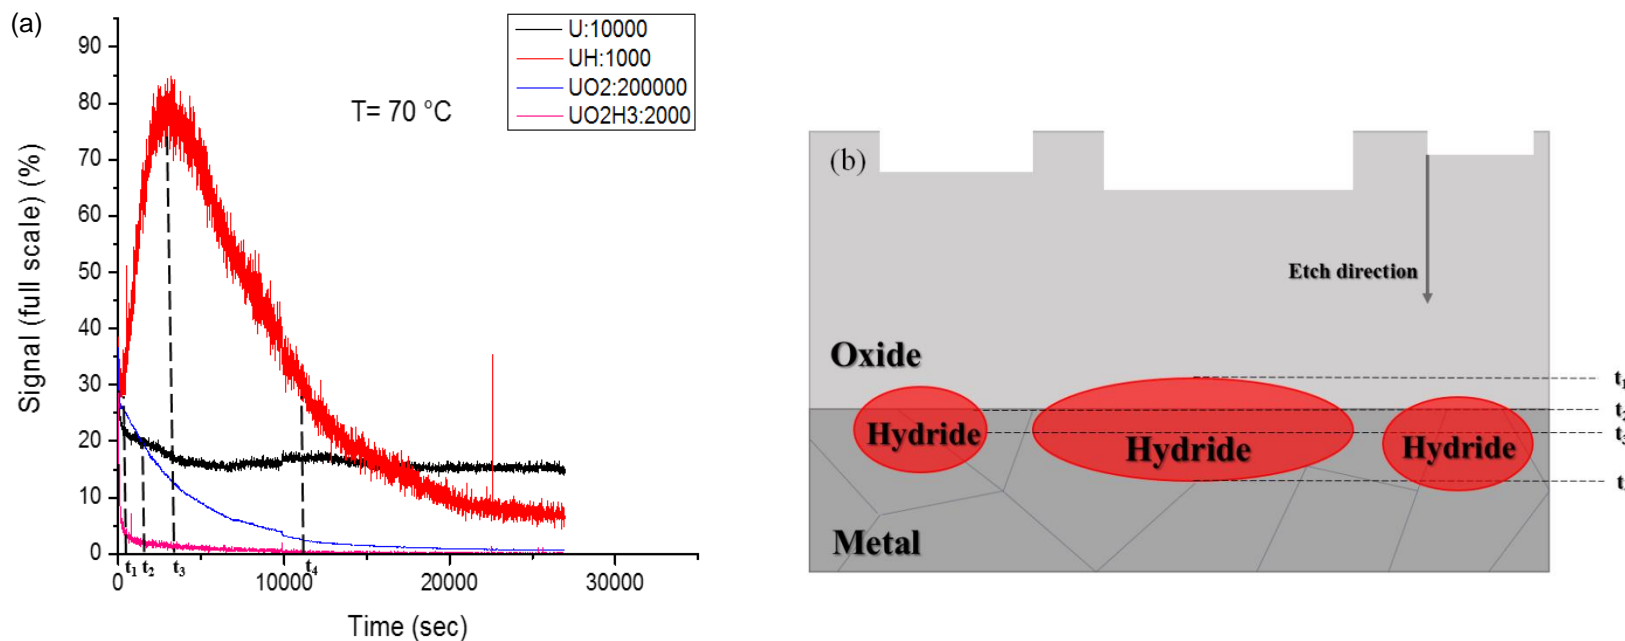 (a)
U:10000
UH:1000
UO2:200000
UO2H3:2000
T= 70 °C
Signal (full scale) (%)
90
80
70
60
50
40
30
20
10
0
t1 t2 t3 t4
0 10000 20000 30000
Time (sec)
(b)
Etch direction
Oxide
t1
Hydride Hydride Hydride
t3
Metal